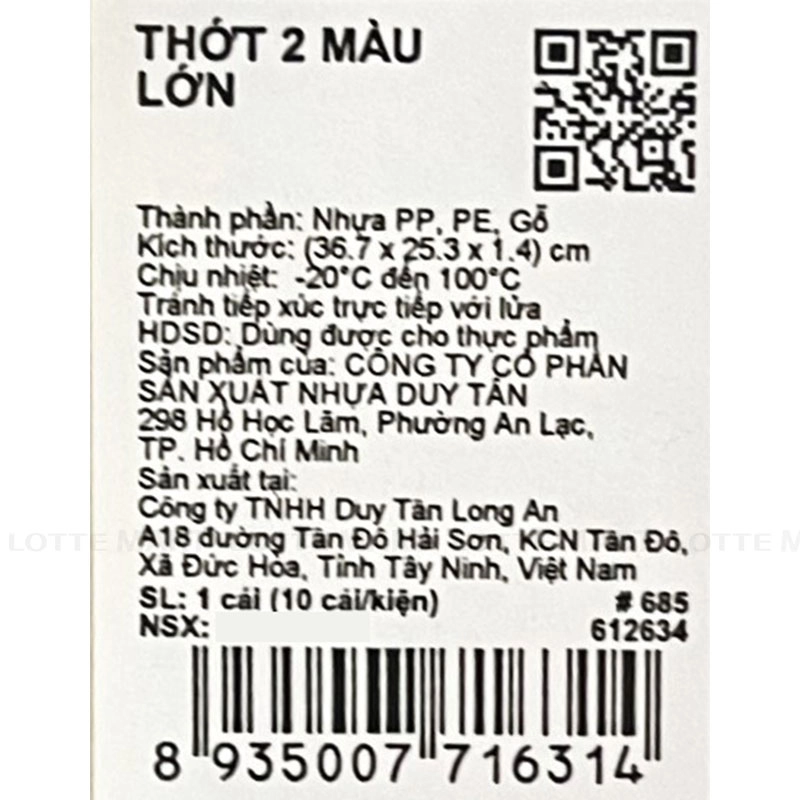 THỚT 2 MÀU
LỚN
Thành phần: Nhựa PP, PE, Gỗ
Kích thước: (36.7 x 25.3 x 1.4) cm
Chịu nhiệt: -20°C đến 100°C
Tránh tiếp xúc trực tiếp với lửa
HDSD: Dùng được cho thực phẩm
Sản phẩm của: CÔNG TY CỔ PHẦN
SẢN XUẤT NHỰA DUY TÂN
298 Hồ Học Lãm, Phường An Lạc,
TP. Hồ Chí Minh
Sản xuất tại:
Công ty TNHH Duy Tân Long An
A18 đường Tân Đô Hải Sơn, KCN Tân Đô,
Xã Đức Hòa, Tỉnh Tây Ninh, Việt Nam
SL: 1 cái (10 cái/kiện) # 685
NSX: 612634
8 935007 716314
LOTTE M
OTTE M